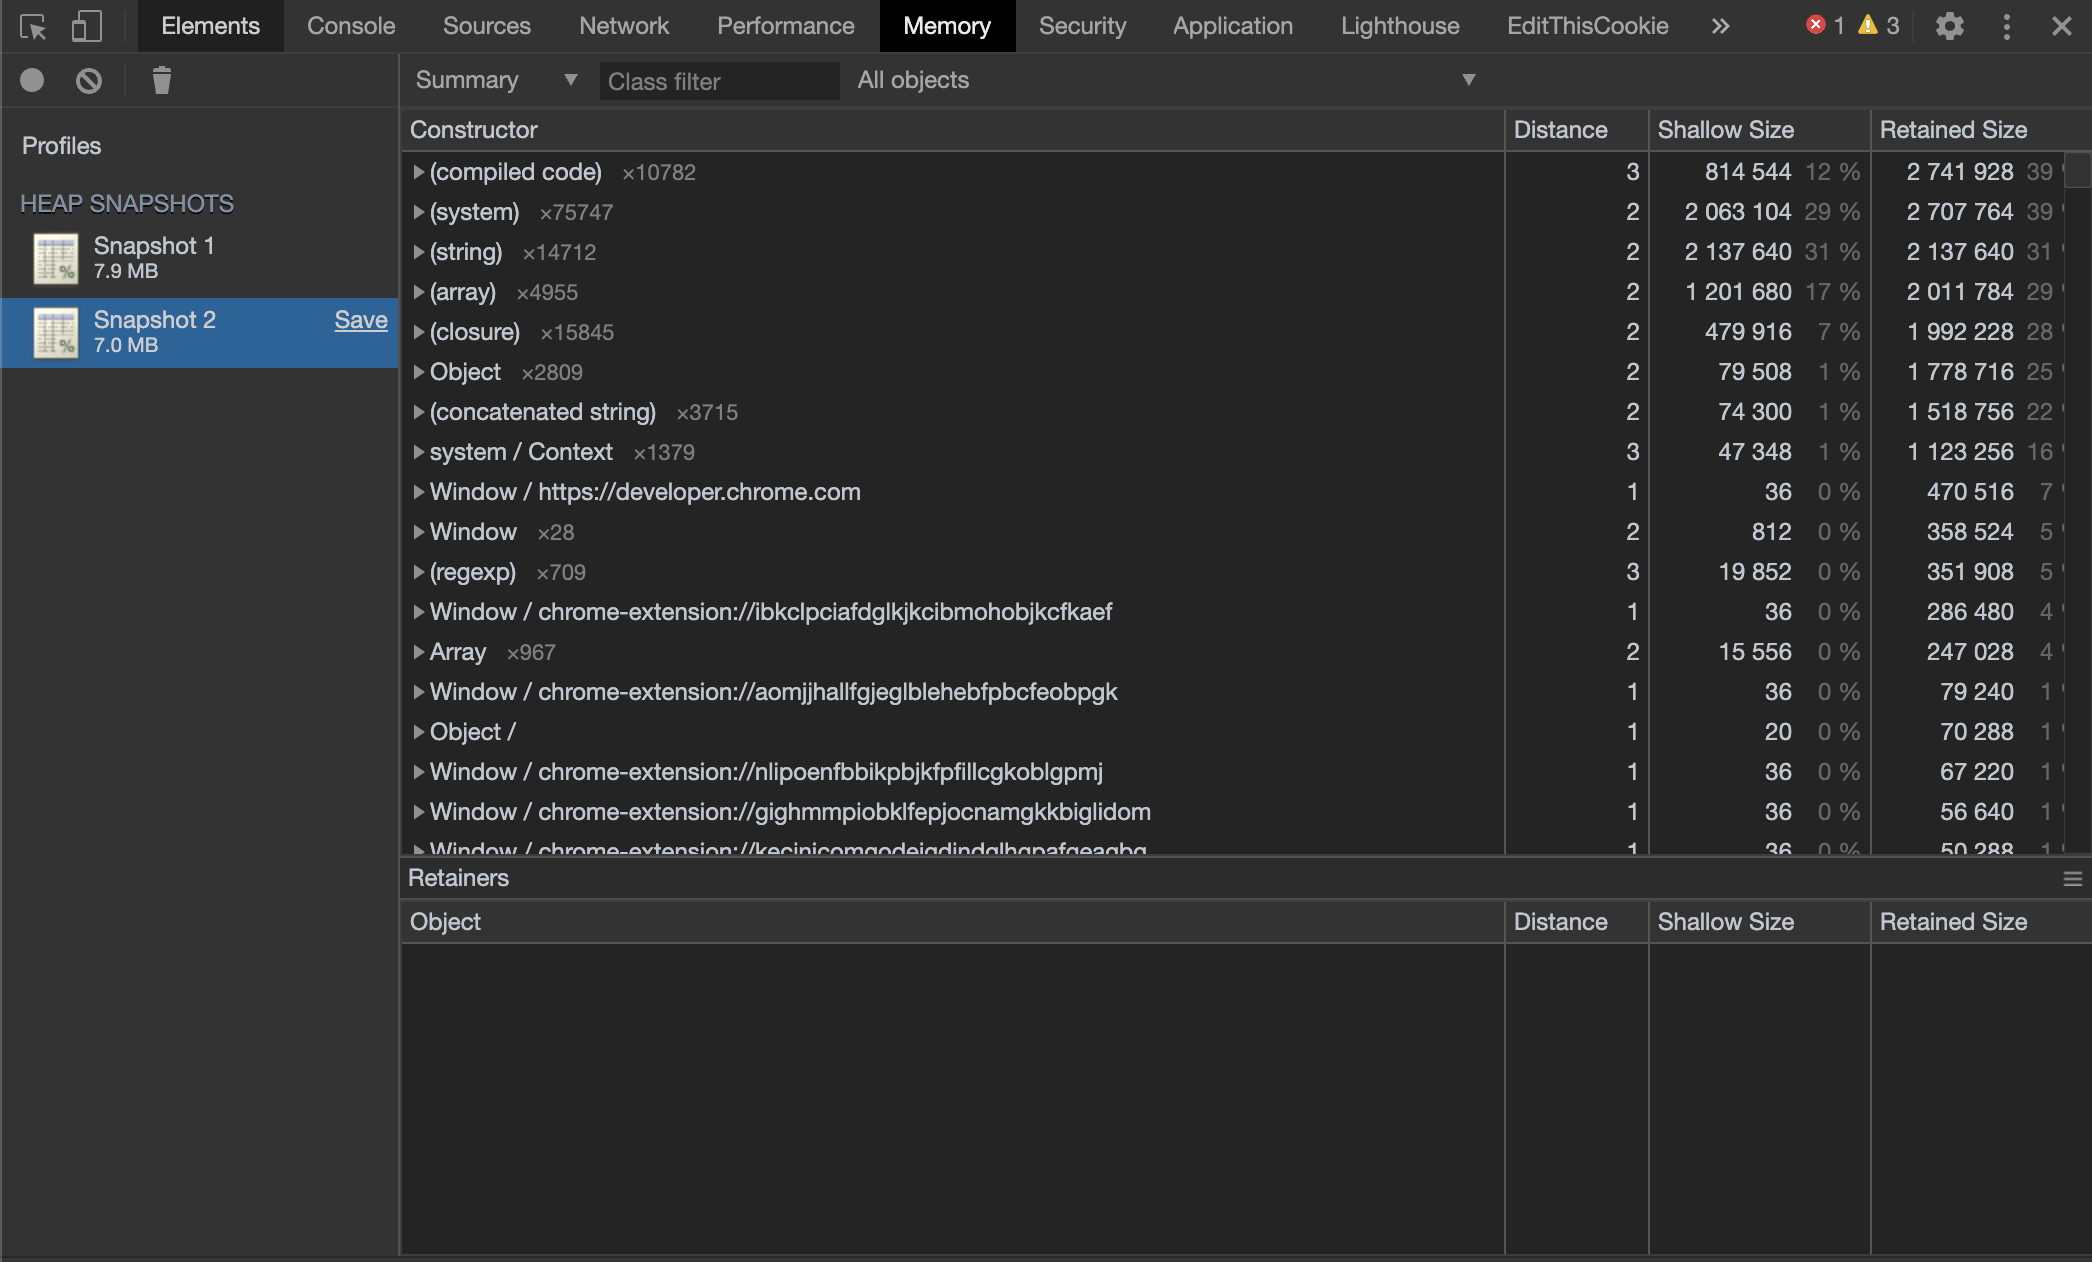 Elements Console Sources Network Performance Memory Security Application Lighthouse EditThisCookie » 1 3
Summary Class filter All objects
Profiles
HEAP SNAPSHOTS
Snapshot 1
7.9 MB
Snapshot 2 Save
7.0 MB
Constructor Distance Shallow Size Retained Size
(compiled code) ×10782 3 814 544 12 % 2 741 928 39
(system) ×75747 2 2 063 104 29 % 2 707 764 39
(string) ×14712 2 2 137 640 31 % 2 137 640 31
(array) ×4955 2 1 201 680 17 % 2 011 784 29
(closure) ×15845 2 479 916 7 % 1 992 228 28
Object ×2809 2 79 508 1 % 1 778 716 25
(concatenated string) ×3715 2 74 300 1 % 1 518 756 22
system / Context ×1379 3 47 348 1 % 1 123 256 16
Window / https://developer.chrome.com 1 36 0 % 470 516 7
Window ×28 2 812 0 % 358 524 5
(regexp) ×709 3 19 852 0 % 351 908 5
Window / chrome-extension://ibkclpciafdglkjkcibmohobjkcfkaef 1 36 0 % 286 480 4
Array ×967 2 15 556 0 % 247 028 4
Window / chrome-extension://aomjjhallfgjeglblehebfpbcfeobpgk 1 36 0 % 79 240 1
Object / 1 20 0 % 70 288 1
Window / chrome-extension://nlipoenfbbikpbjkfpfillcgkoblgpmj 1 36 0 % 67 220 1
Window / chrome-extension://gighmmpiobklfepjocnamgkkbiglidom 1 36 0 % 56 640 1
Window / 1 36 0 % 50 288 1
Retainers
Object Distance Shallow Size Retained Size